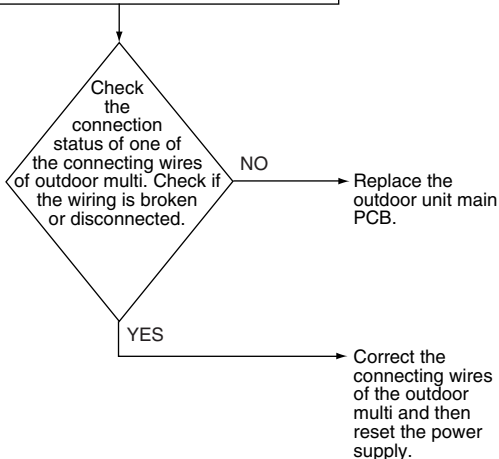 Check
the
connection
status of one of
the connecting wires
of outdoor multi. Check if
the wiring is broken
or disconnected.
NO
Replace the
outdoor unit main
PCB.
YES
Correct the
connecting wires
of the outdoor
multi and then
reset the power
supply.